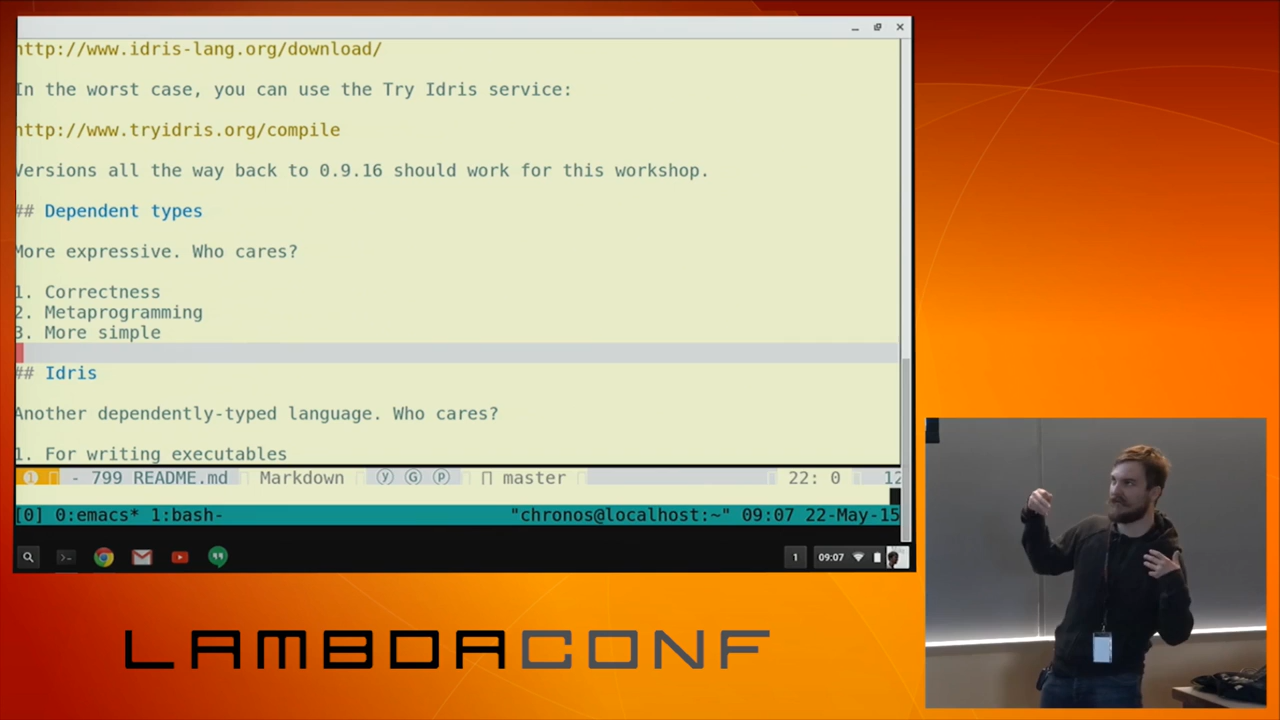 http://www.idris-lang.org/download/
In the worst case, you can use the Try Idris service:
http://www.tryidris.org/compile
Versions all the way back to 0.9.16 should work for this workshop.
## Dependent types
More expressive. Who cares?
1. Correctness
2. Metaprogramming
3. More simple
## Idris
Another dependently-typed language. Who cares?
1. For writing executables
① - 799 README.md Markdown ⓨ Ⓖ Ⓟ ∏ master 22: 0 12
[0] 0:emacs* 1:bash- "chronos@localhost:~" 09:07 22-May-15
1 09:07
LAMBDACONF